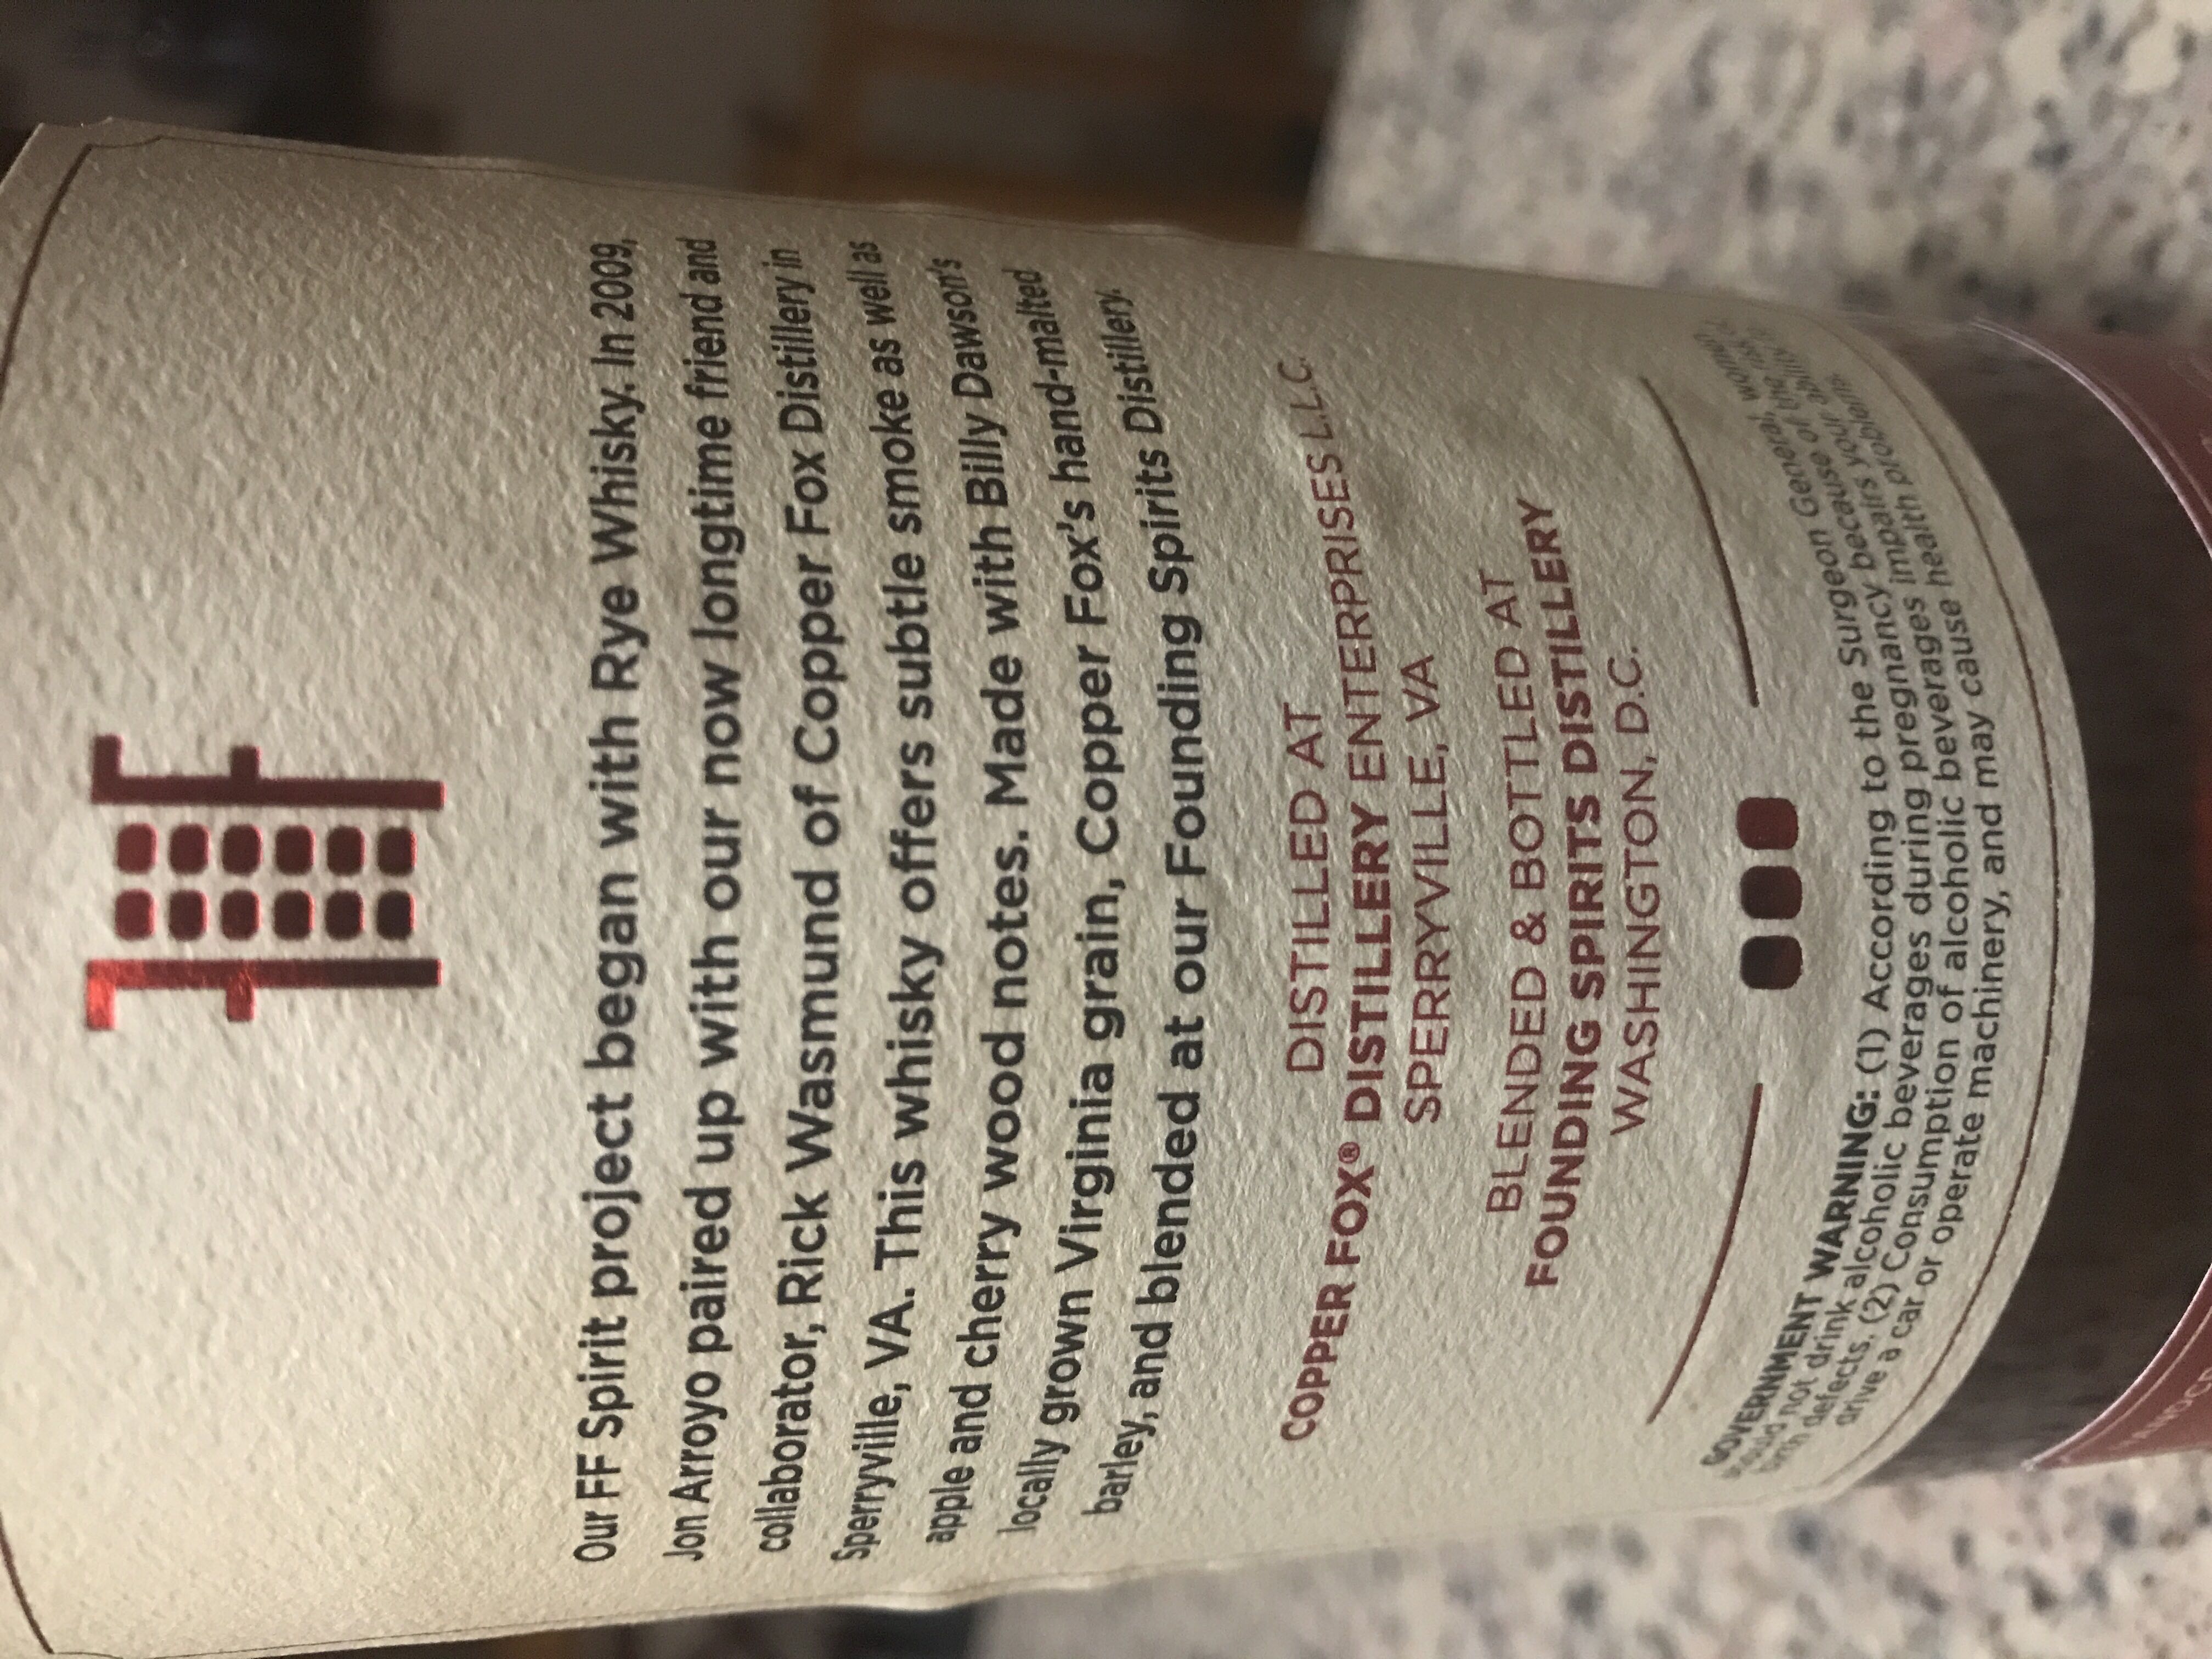 Our FF Spirit project began with Rye Whisky. In 2009,
Jon Arroyo paired up with our now longtime friend and
collaborator, Rick Wasmund of Copper Fox Distillery in
Sperryville, VA. This whisky offers subtle smoke as well as
apple and cherry wood notes. Made with Billy Dawson's
locally grown Virginia grain, Copper Fox's hand-malted
barley, and blended at our Founding Spirits Distillery.
DISTILLED AT
COPPER FOX® DISTILLERY ENTERPRISES L.L.C.
SPERRYVILLE, VA
BLENDED & BOTTLED AT
FOUNDING SPIRITS DISTILLERY
WASHINGTON, D.C.
GOVERNMENT WARNING: (1) According to the Surgeon General, women
should not drink alcoholic beverages during pregnancy because of the risk of
birth defects. (2) Consumption of alcoholic beverages impairs your ability to
drive a car or operate machinery, and may cause health problems.